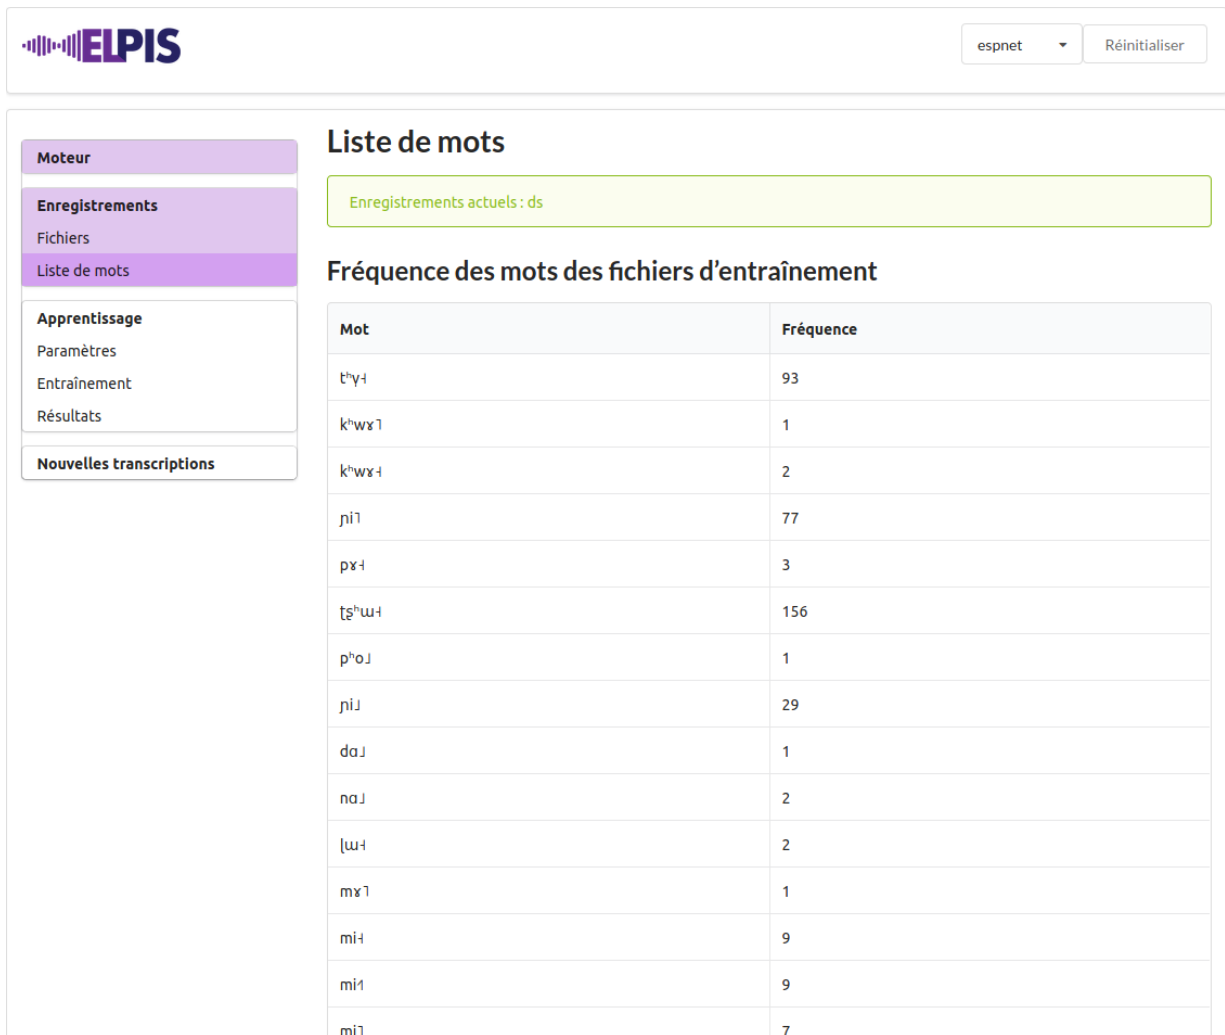 ELPIS
espnet
Réinitialiser
Moteur
Enregistrements
Fichiers
Liste de mots
Apprentissage
Paramètres
Entraînement
Résultats
Nouvelles transcriptions
Liste de mots
Enregistrements actuels : ds
Fréquence des mots des fichiers d’entraînement
Mot Fréquence
tʰɣ˧ 93
kʰwɤ˥ 1
kʰwɤ˧ 2
ɲi˥ 77
pɤ˧ 3
ʈʂʰɯ˧ 156
pʰo˩ 1
ɲi˩ 29
dɑ˩ 1
nɑ˩ 2
ɭɯ˧ 2
mɤ˥ 1
mi˧ 9
mi˧˥ 9
mi˥ 7